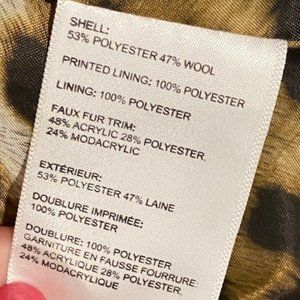 SHELL:
53% POLYESTER 47% WOOL
PRINTED LINING: 100% POLYESTER
LINING: 100% POLYESTER
FAUX FUR TRIM:
48% ACRYLIC 28% POLYESTER
24% MODACRYLIC
EXTÉRIEUR:
53% POLYESTER 47% LAINE
DOUBLURE IMPRIMÉE:
100% POLYESTER
DOUBLURE: 100% POLYESTER
GARNITURE EN FAUSSE FOURRURE:
48% ACRYLIQUE 28% POLYESTER
24% MODACRYLIQUE